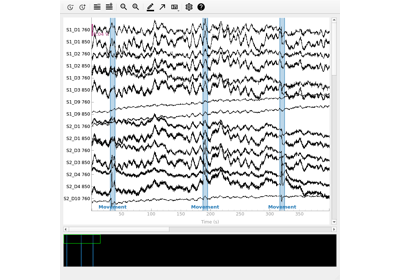 S1_D1 760
S1_D1 850
S1_D2 760
S1_D2 850
S1_D3 760
S1_D3 850
S1_D9 760
S1_D9 850
S2_D1 760
S2_D1 850
S2_D3 760
S2_D3 850
S2_D4 760
S2_D4 850
S2_D10 760
Movement Movement Movement
50 100 150 200 250 300 350
Time (s)